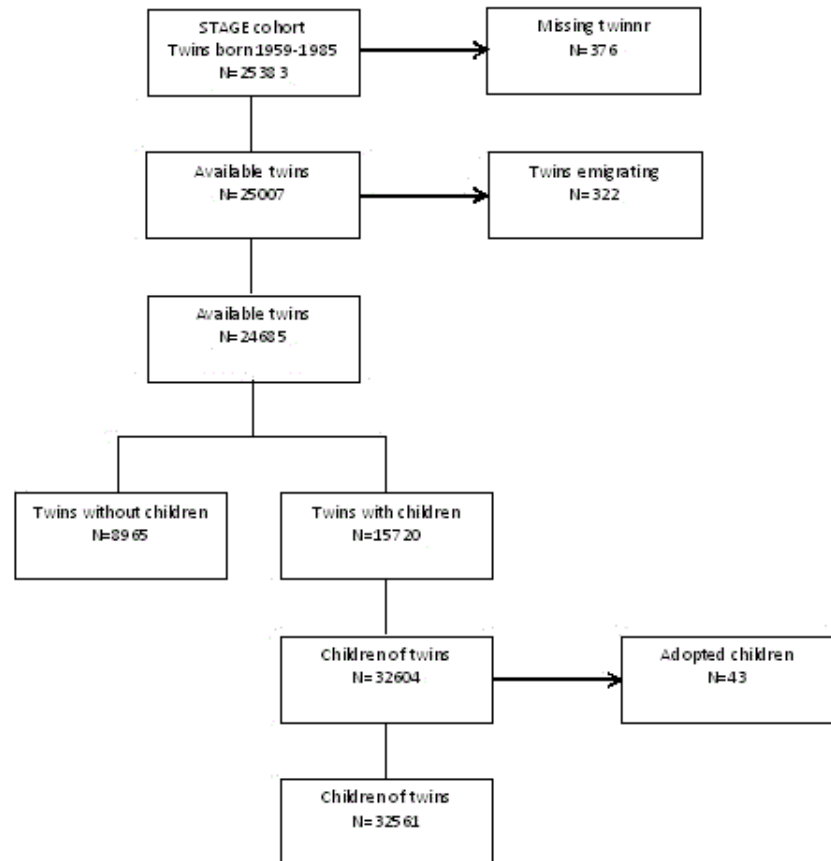 STAGE cohort
Twins born 1959-1985
N=25383
Missing twinnr
N=376
Available twins
N=25007
Twins emigrating
N=322
Available twins
N=24685
Twins without children
N=8965
Twins with children
N=15720
Children of twins
N=32604
Adopted children
N=43
Children of twins
N=32561